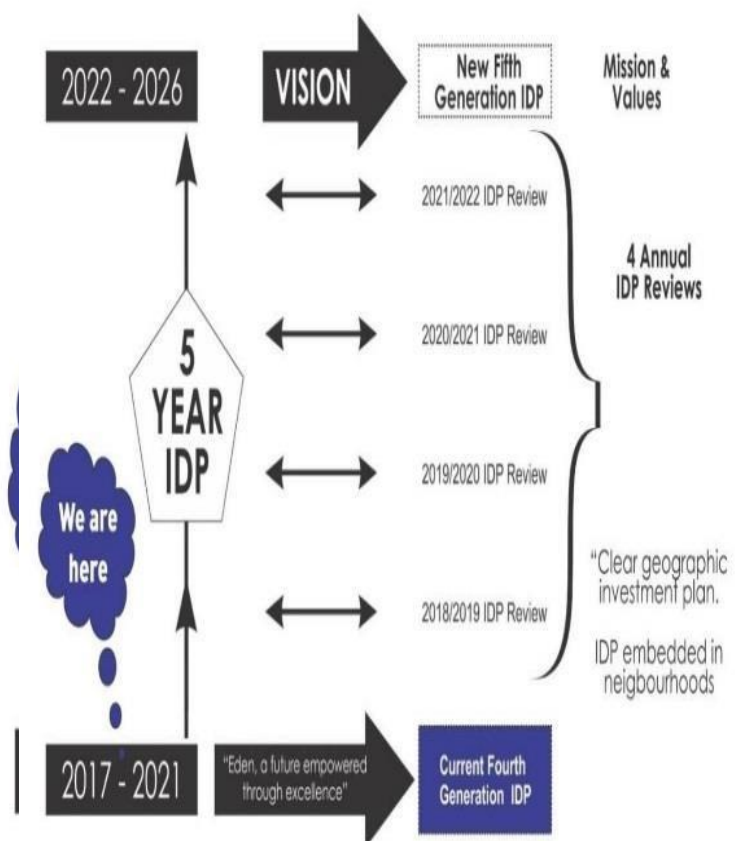 2022 - 2026
VISION
New Fifth
Generation IDP
Mission &
Values
2021/2022 IDP Review
4 Annual
IDP Reviews
2020/2021 IDP Review
5
YEAR
IDP
2019/2020 IDP Review
We are
here
"Clear geographic
investment plan.
2018/2019 IDP Review
IDP embedded in
neigbourhoods
2017 - 2021
"Eden, a future empowered
through excellence"
Current Fourth
Generation IDP